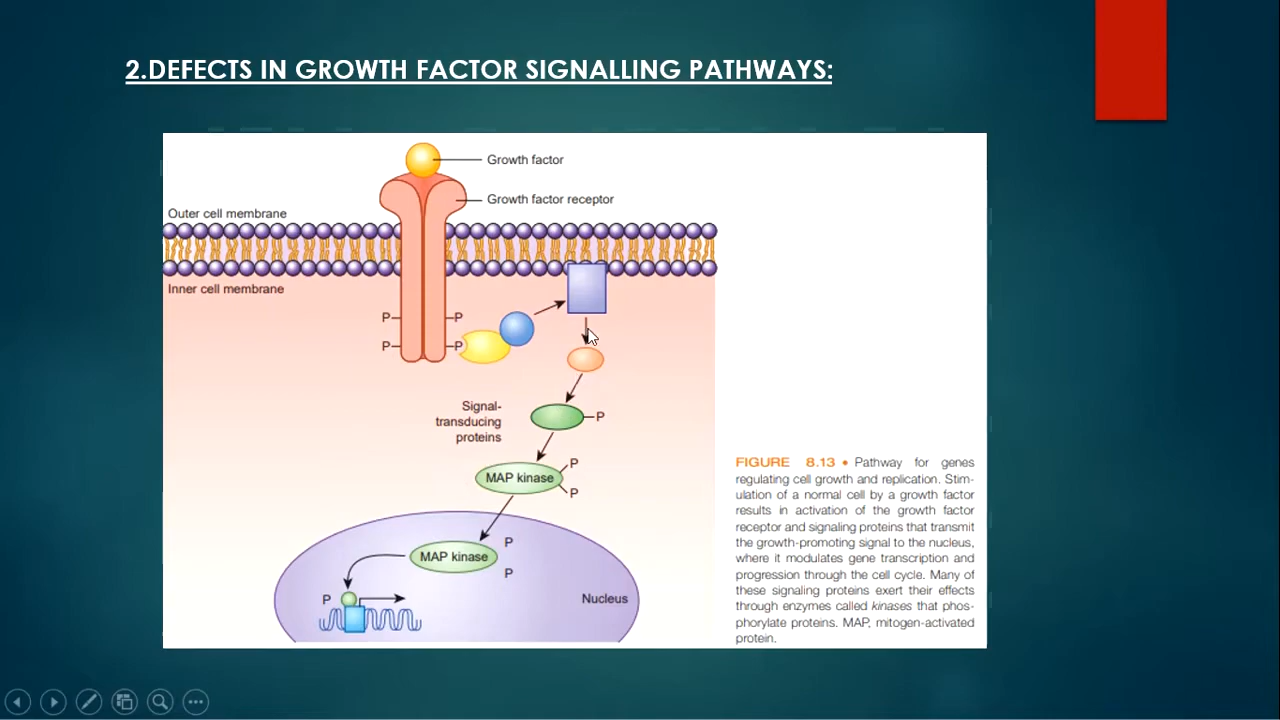 2.DEFECTS IN GROWTH FACTOR SIGNALLING PATHWAYS:
Growth factor
Growth factor receptor
Outer cell membrane
Inner cell membrane
P
P
P
P
Signal-
transducing
proteins
P
MAP kinase
P
P
MAP kinase
P
P
P
Nucleus
FIGURE 8.13 • Pathway for genes
regulating cell growth and replication. Stim-
ulation of a normal cell by a growth factor
results in activation of the growth factor
receptor and signaling proteins that transmit
the growth-promoting signal to the nucleus,
where it modulates gene transcription and
progression through the cell cycle. Many of
these signaling proteins exert their effects
through enzymes called kinases that phos-
phorylate proteins. MAP, mitogen-activated
protein.